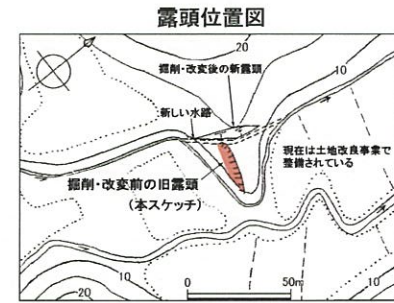 露頭位置図
20
掘削・改変後の新露頭
10
新しい水路
現在は土地改良事業で
整備されている
掘削・改変前の旧露頭
(本スケッチ)
0 50m
10
20
10